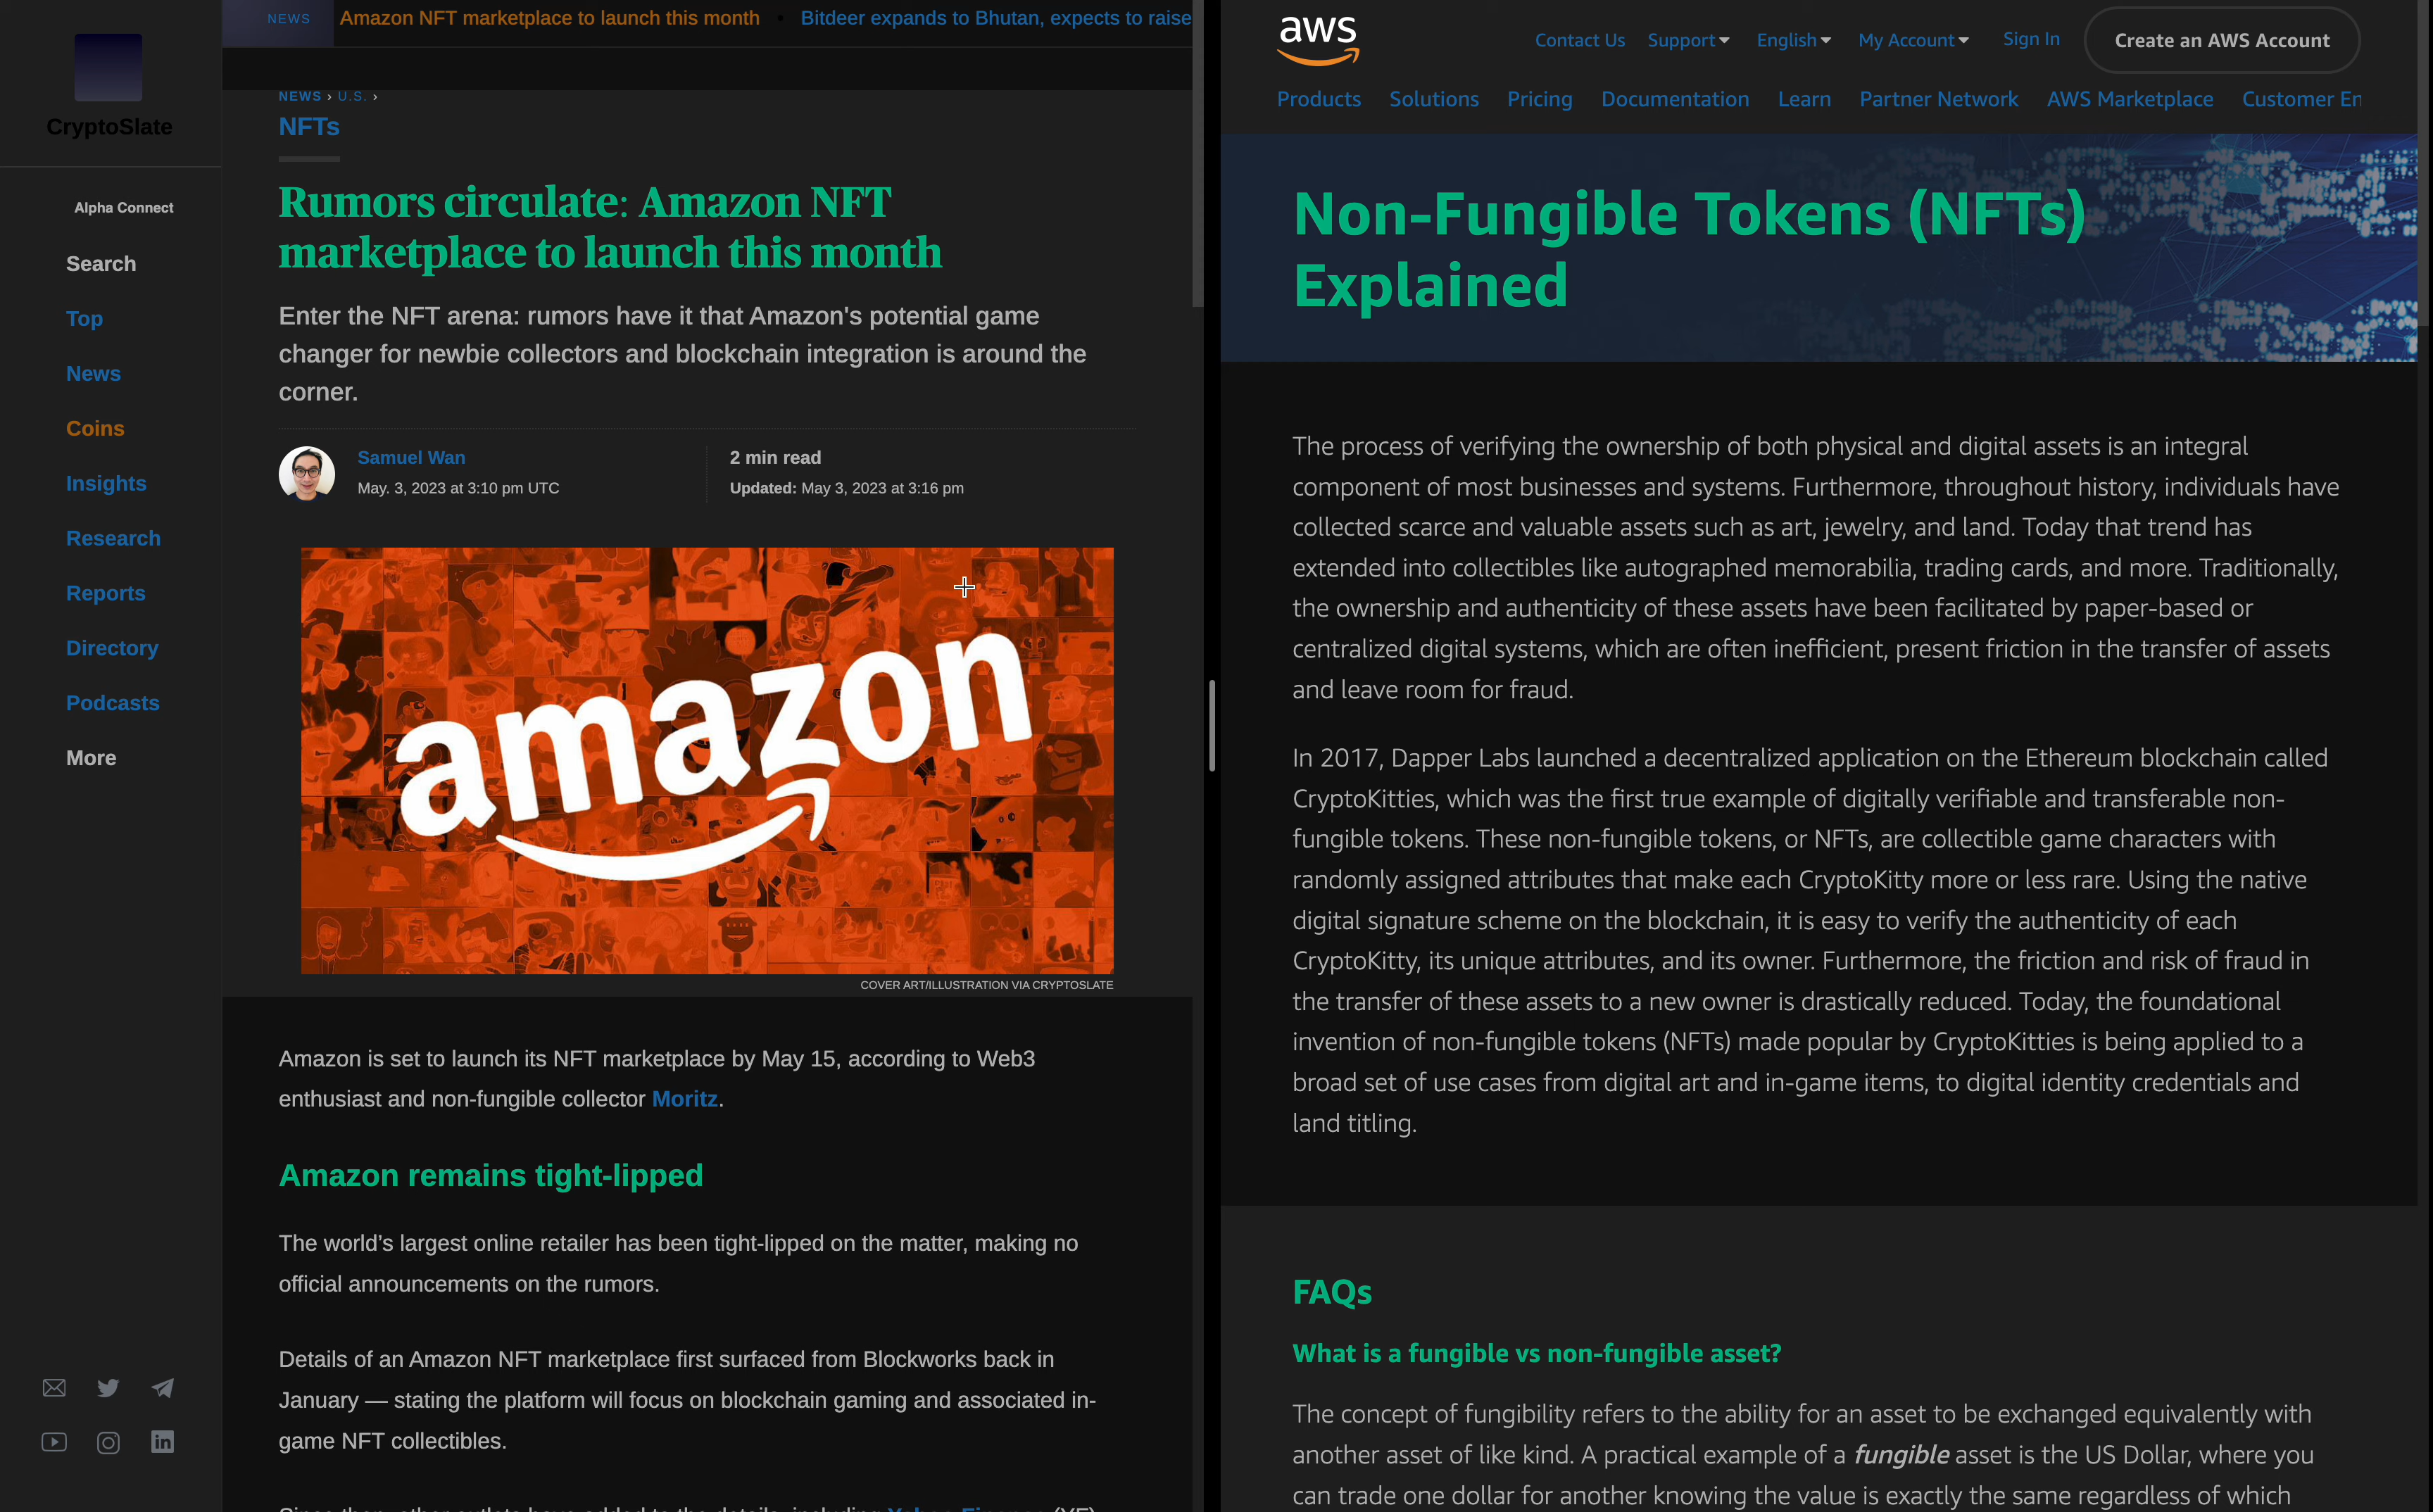 CryptoSlate
Alpha Connect
Search
Top
News
Coins
Insights
Research
Reports
Directory
Podcasts
More
NEWS
Amazon NFT marketplace to launch this month • Bitdeer expands to Bhutan, expects to raise
NEWS › U.S. ›
NFTs
Rumors circulate: Amazon NFT
marketplace to launch this month
Enter the NFT arena: rumors have it that Amazon's potential game
changer for newbie collectors and blockchain integration is around the
corner.
Samuel Wan
May. 3, 2023 at 3:10 pm UTC
2 min read
Updated: May 3, 2023 at 3:16 pm
amazon
COVER ART/ILLUSTRATION VIA CRYPTOSLATE
Amazon is set to launch its NFT marketplace by May 15, according to Web3
enthusiast and non-fungible collector Moritz.
Amazon remains tight-lipped
The world’s largest online retailer has been tight-lipped on the matter, making no
official announcements on the rumors.
Details of an Amazon NFT marketplace first surfaced from Blockworks back in
January — stating the platform will focus on blockchain gaming and associated in-
game NFT collectibles.
Since then, other outlets have added to the details, including Yahoo Finance (YF)
aws
Contact Us Support English My Account Sign In Create an AWS Account
Products Solutions Pricing Documentation Learn Partner Network AWS Marketplace Customer En
Non-Fungible Tokens (NFTs)
Explained
The process of verifying the ownership of both physical and digital assets is an integral
component of most businesses and systems. Furthermore, throughout history, individuals have
collected scarce and valuable assets such as art, jewelry, and land. Today that trend has
extended into collectibles like autographed memorabilia, trading cards, and more. Traditionally,
the ownership and authenticity of these assets have been facilitated by paper-based or
centralized digital systems, which are often inefficient, present friction in the transfer of assets
and leave room for fraud.
In 2017, Dapper Labs launched a decentralized application on the Ethereum blockchain called
CryptoKitties, which was the first true example of digitally verifiable and transferable non-
fungible tokens. These non-fungible tokens, or NFTs, are collectible game characters with
randomly assigned attributes that make each CryptoKitty more or less rare. Using the native
digital signature scheme on the blockchain, it is easy to verify the authenticity of each
CryptoKitty, its unique attributes, and its owner. Furthermore, the friction and risk of fraud in
the transfer of these assets to a new owner is drastically reduced. Today, the foundational
invention of non-fungible tokens (NFTs) made popular by CryptoKitties is being applied to a
broad set of use cases from digital art and in-game items, to digital identity credentials and
land titling.
FAQs
What is a fungible vs non-fungible asset?
The concept of fungibility refers to the ability for an asset to be exchanged equivalently with
another asset of like kind. A practical example of a fungible asset is the US Dollar, where you
can trade one dollar for another knowing the value is exactly the same regardless of which